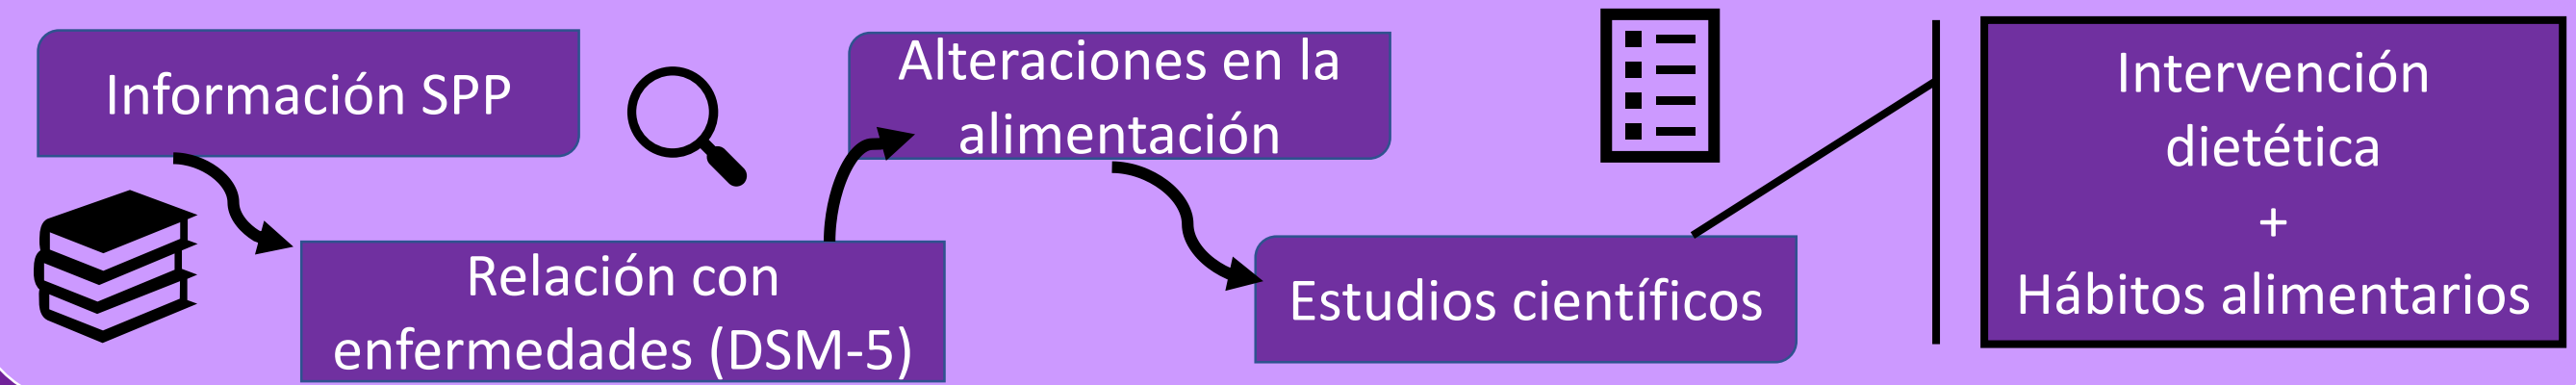 Información SPP
Relación con
enfermedades (DSM-5)
Alteraciones en la
alimentación
Estudios científicos
Intervención
dietética
+
Hábitos alimentarios